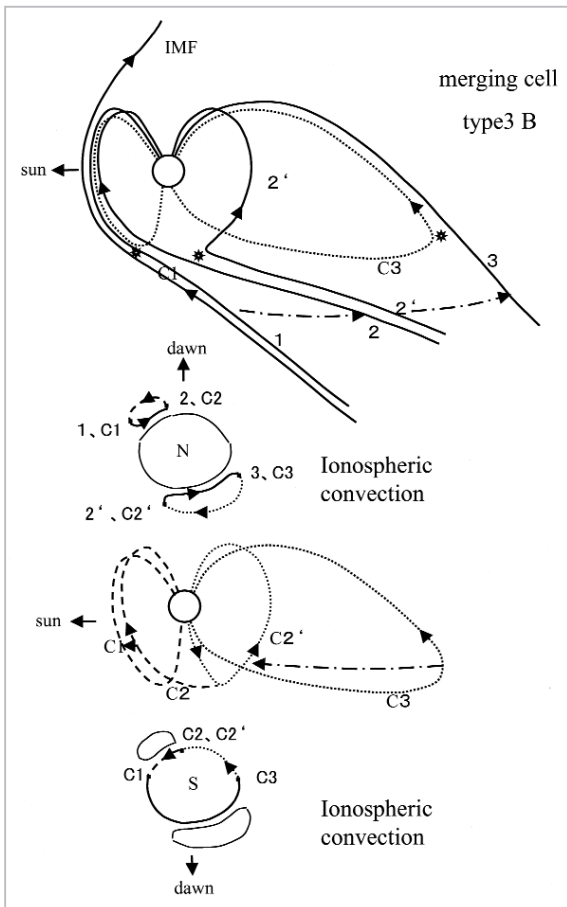 IMF
merging cell
type3 B
sun
2‘
C1
C3
3
2‘
2
1
dawn
2、C2
1、C1
N
3、C3
2‘、C2‘
Ionospheric
convection
sun
C1
C2
C2‘
C3
C2、C2‘
C1
S
C3
Ionospheric
convection
dawn